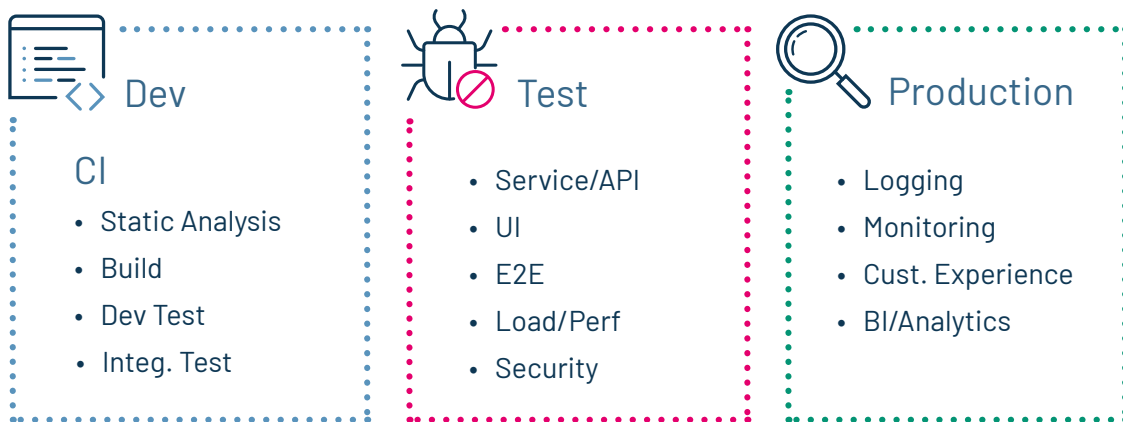 Dev
CI
• Static Analysis
• Build
• Dev Test
• Integ. Test
Test
• Service/API
• UI
• E2E
• Load/Perf
• Security
Production
• Logging
• Monitoring
• Cust. Experience
• BI/Analytics